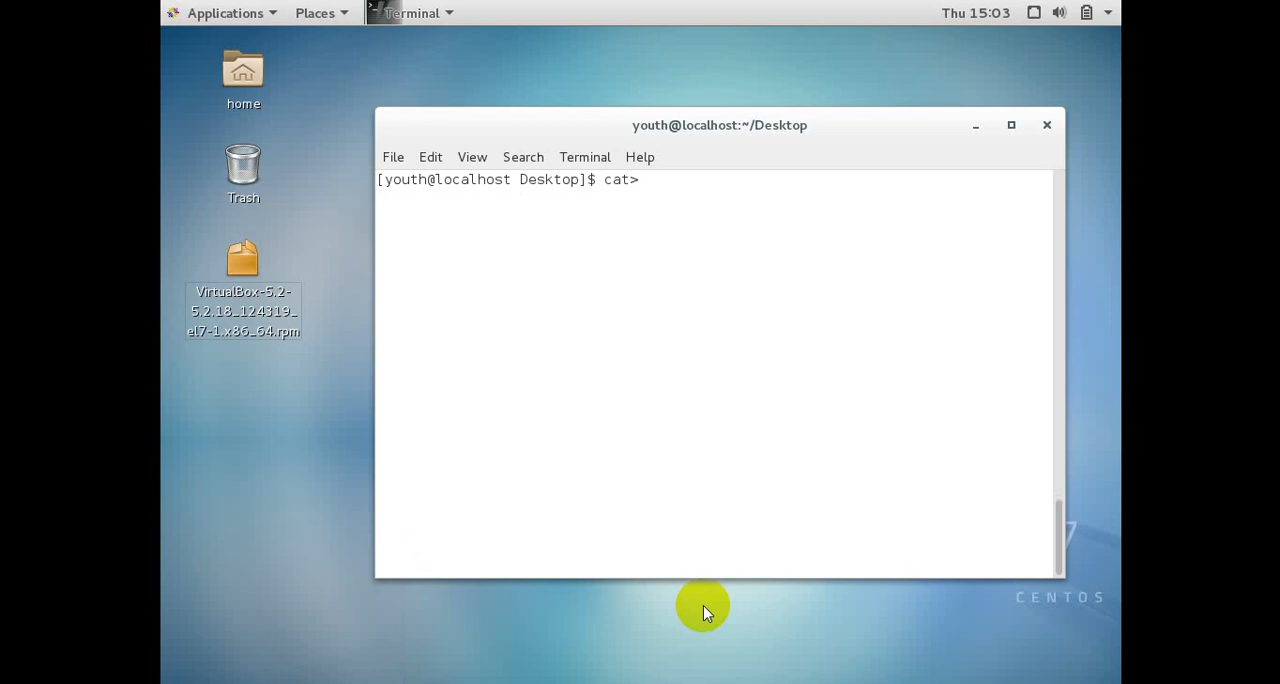 Applications Places Terminal Thu 15:03
home
Trash
VirtualBox-5.2-
5.2.18_124319_
el7-1.x86_64.rpm
youth@localhost:~/Desktop
File Edit View Search Terminal Help
[youth@localhost Desktop]$ cat>
7
CENTOS